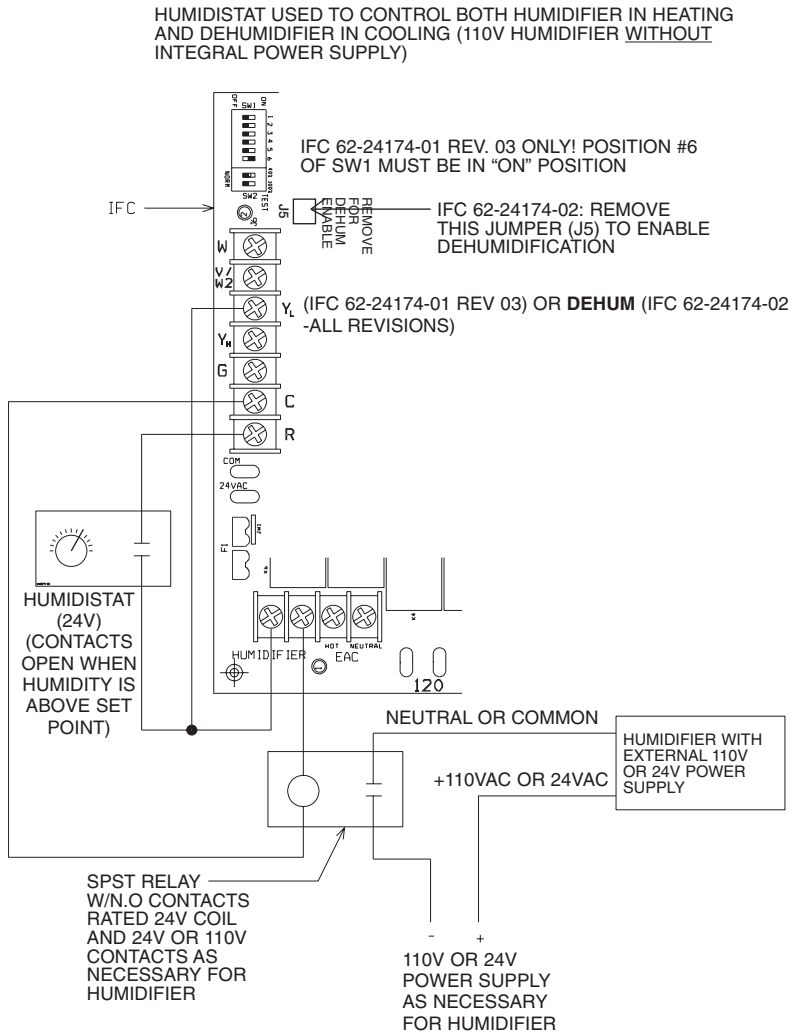 HUMIDISTAT USED TO CONTROL BOTH HUMIDIFIER IN HEATING
AND DEHUMIDIFIER IN COOLING (110V HUMIDIFIER WITHOUT
INTEGRAL POWER SUPPLY)
OFF
ON
SW1
1
2
3
4
5
6
IFC 62-24174-01 REV. 03 ONLY! POSITION #6
OF SW1 MUST BE IN “ON” POSITION
NORM
SW2
TEST
IFC
J5
REMOVE
FOR
DEHUM
ENABLE
IFC 62-24174-02: REMOVE
THIS JUMPER (J5) TO ENABLE
DEHUMIDIFICATION
W
V/
W2
YL
(IFC 62-24174-01 REV 03) OR DEHUM (IFC 62-24174-02
-ALL REVISIONS)
YH
G
C
R
COM
24VAC
F1
K4
HUMIDISTAT
(24V)
(CONTACTS
OPEN WHEN
HUMIDITY IS
ABOVE SET
POINT)
HUMIDIFIER
HOT
NEUTRAL
EAC
120
NEUTRAL OR COMMON
+110VAC OR 24VAC
HUMIDIFIER WITH
EXTERNAL 110V
OR 24V POWER
SUPPLY
SPST RELAY
W/N.O CONTACTS
RATED 24V COIL
AND 24V OR 110V
CONTACTS AS
NECESSARY FOR
HUMIDIFIER
- +
110V OR 24V
POWER SUPPLY
AS NECESSARY
FOR HUMIDIFIER